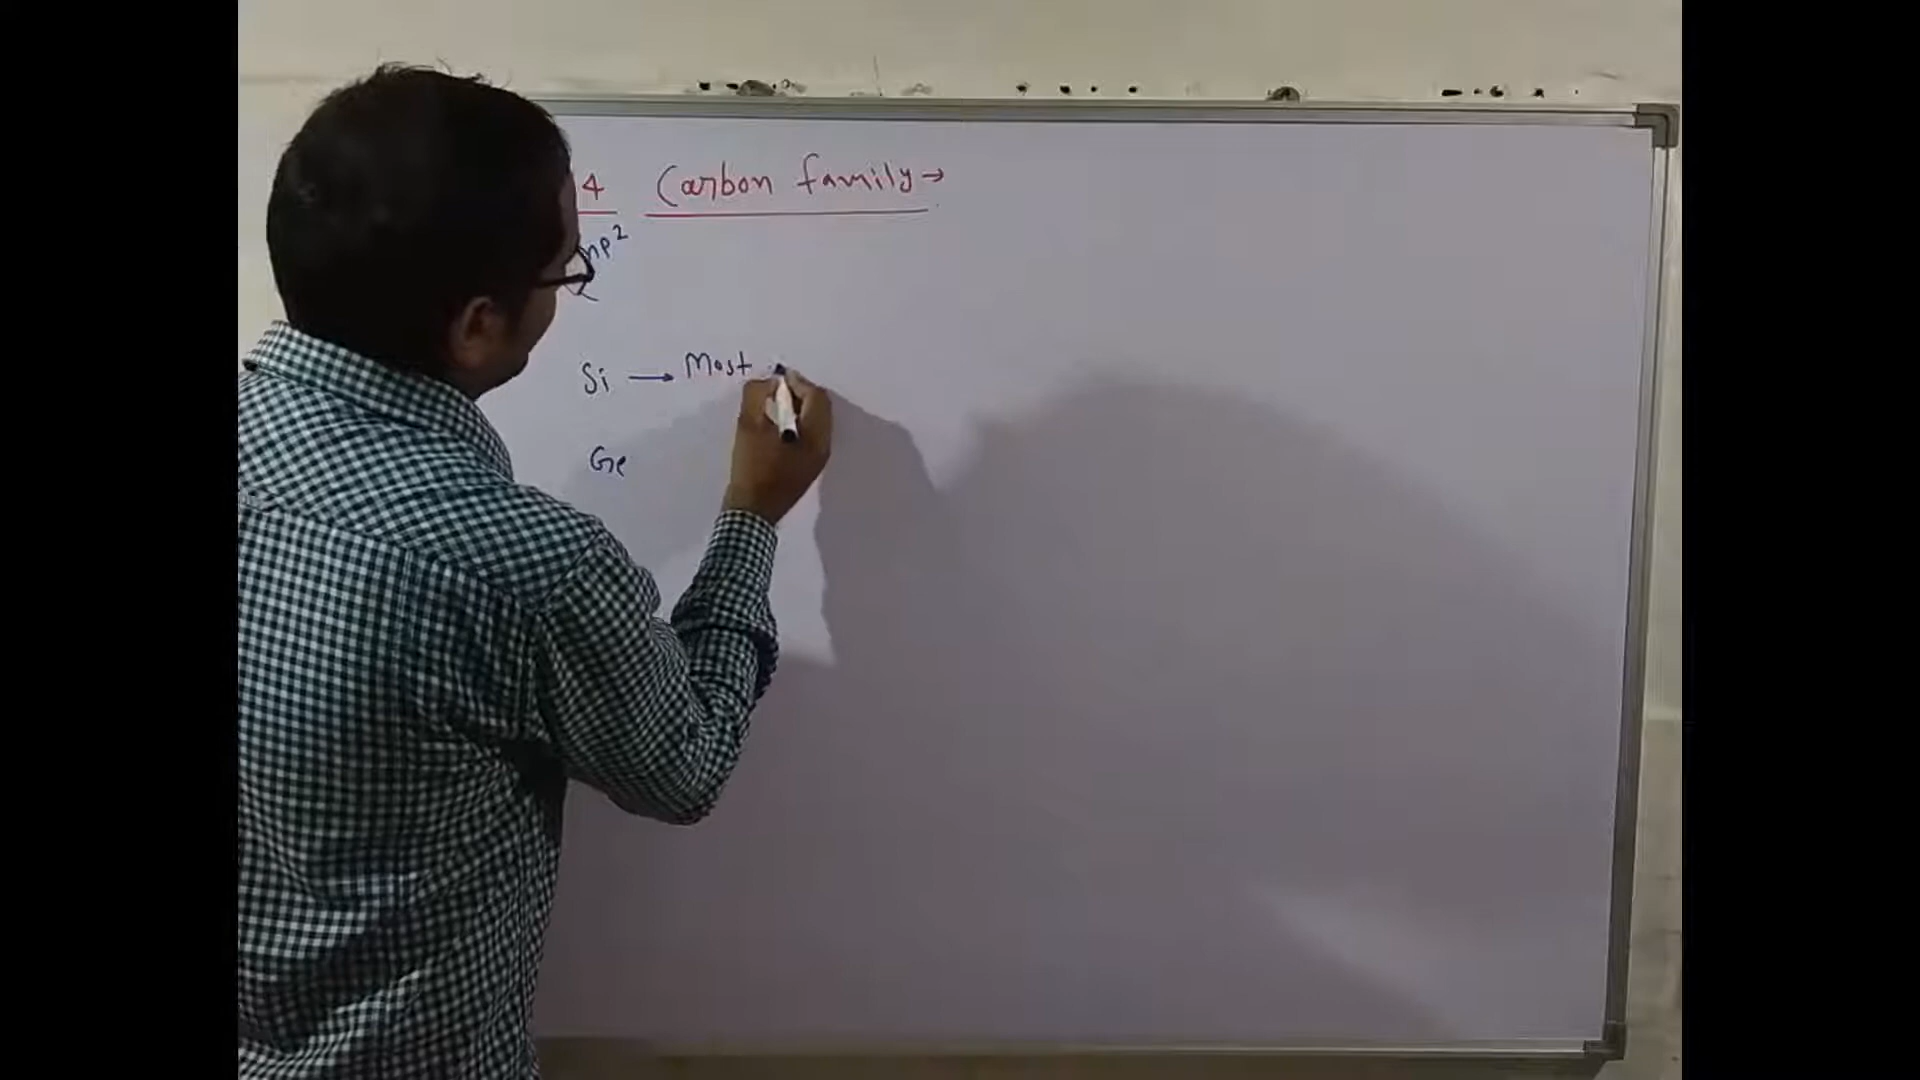 4 Carbon family →
np²
Si → Most
Ge